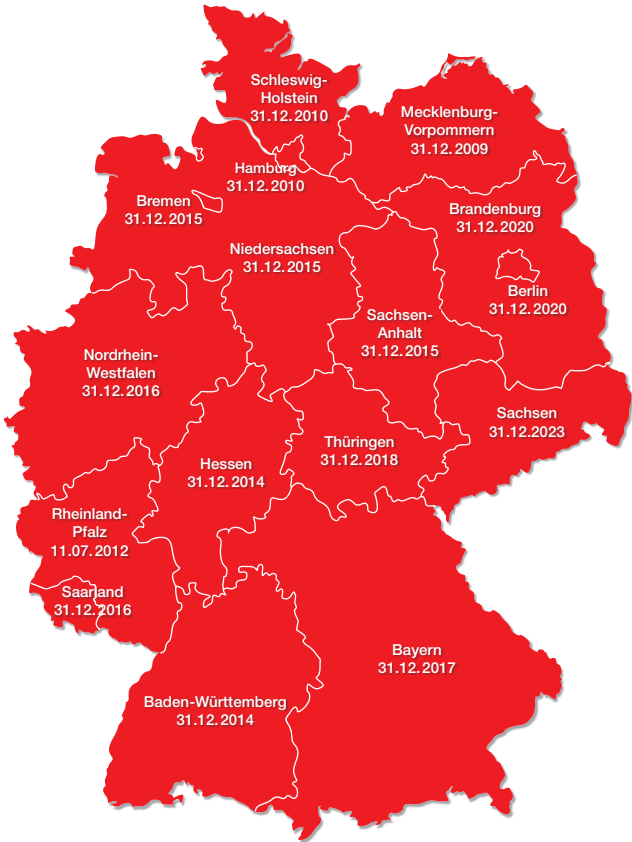 Schleswig-
Holstein
31.12.2010
Mecklenburg-
Vorpommern
31.12.2009
Hamburg
31.12.2010
Bremen
31.12.2015
Brandenburg
31.12.2020
Niedersachsen
31.12.2015
Berlin
31.12.2020
Sachsen-
Anhalt
31.12.2015
Nordrhein-
Westfalen
31.12.2016
Sachsen
31.12.2023
Thüringen
31.12.2018
Hessen
31.12.2014
Rheinland-
Pfalz
11.07.2012
Saarland
31.12.2016
Bayern
31.12.2017
Baden-Württemberg
31.12.2014